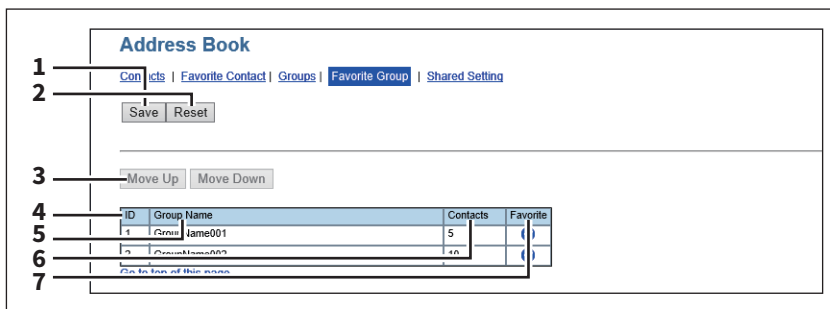 Address Book
1
Contacts | Favorite Contact | Groups | Favorite Group | Shared Setting
2
Save Reset
3 Move Up Move Down
4 ID Group Name Contacts Favorite
5 1 GroupName001 5
6 2 GroupName002 10
7 Go to top of this page